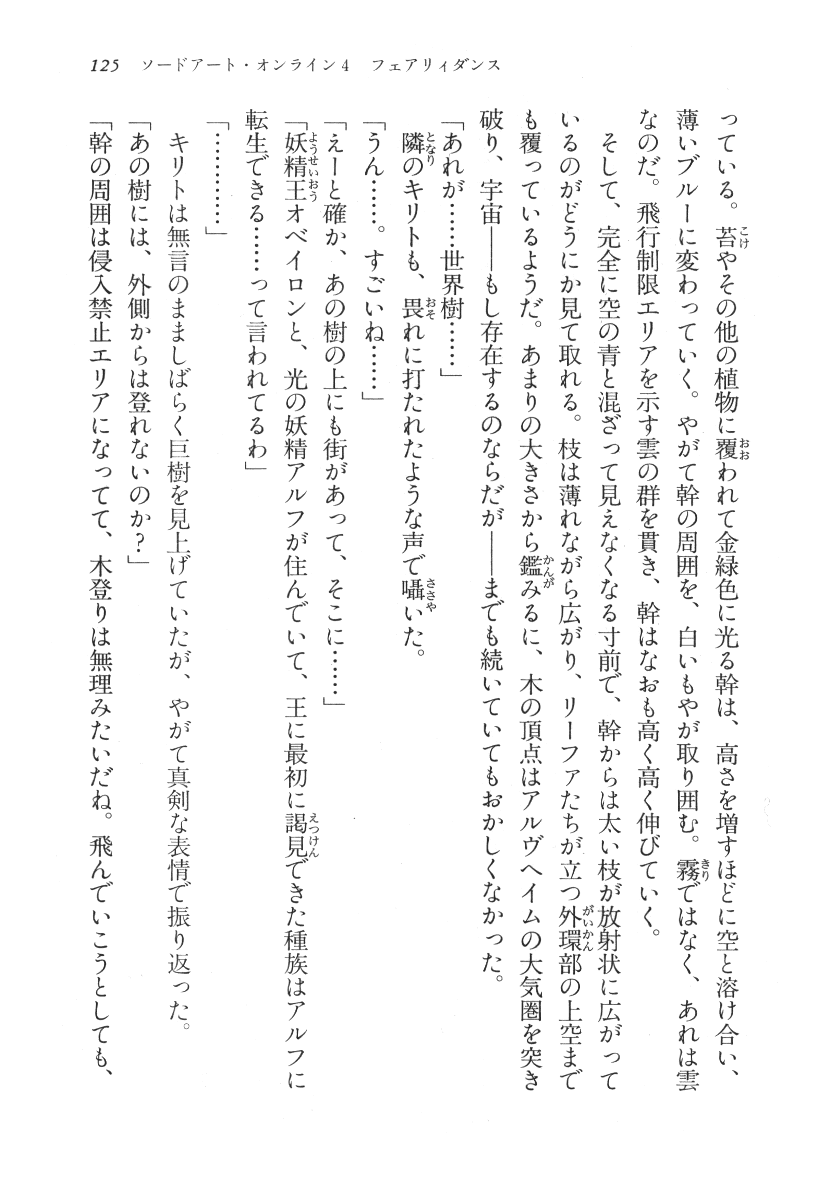 125　ソードアート・オンライン4　フェアリィダンス
っている。苔やその他の植物に覆われて金緑色に光る幹は、高さを増すほどに空と溶け合い、
薄いブルーに変わっていく。やがて幹の周囲を、白いもやが取り囲む。霧ではなく、あれは雲
なのだ。飛行制限エリアを示す雲の群を貫き、幹はなおも高く高く伸びていく。
　そして、完全に空の青と混ざって見えなくなる寸前で、幹からは太い枝が放射状に広がって
いるのがどうにか見て取れる。枝は薄れながら広がり、リーファたちが立つ外環部の上空まで
も覆っているようだ。あまりの大きさから鑑みるに、木の頂点はアルヴヘイムの大気圏を突き
破り、宇宙――もし存在するのならだが――までも続いていてもおかしくなかった。
「あれが……世界樹……」
　隣のキリトも、畏れに打たれたような声で囁いた。
「うん……。すごいね……」
「えーと確か、あの樹の上にも街があって、そこに……」
「妖精王オベイロンと、光の妖精アルフが住んでいて、王に最初に謁見できた種族はアルフに
転生できる……って言われてるわ」
「…………」
　キリトは無言のまましばらく巨樹を見上げていたが、やがて真剣な表情で振り返った。
「あの樹には、外側からは登れないのか?」
「幹の周囲は侵入禁止エリアになってて、木登りは無理みたいだね。飛んでいこうとしても、